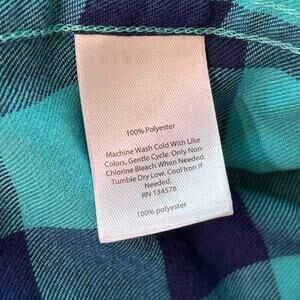 100% Polyester
Machine Wash Cold With Like
Colors, Gentle Cycle. Only Non-
Chlorine Bleach When Needed.
Tumble Dry Low. Cool Iron If
Needed.
RN 134578
100% polyester